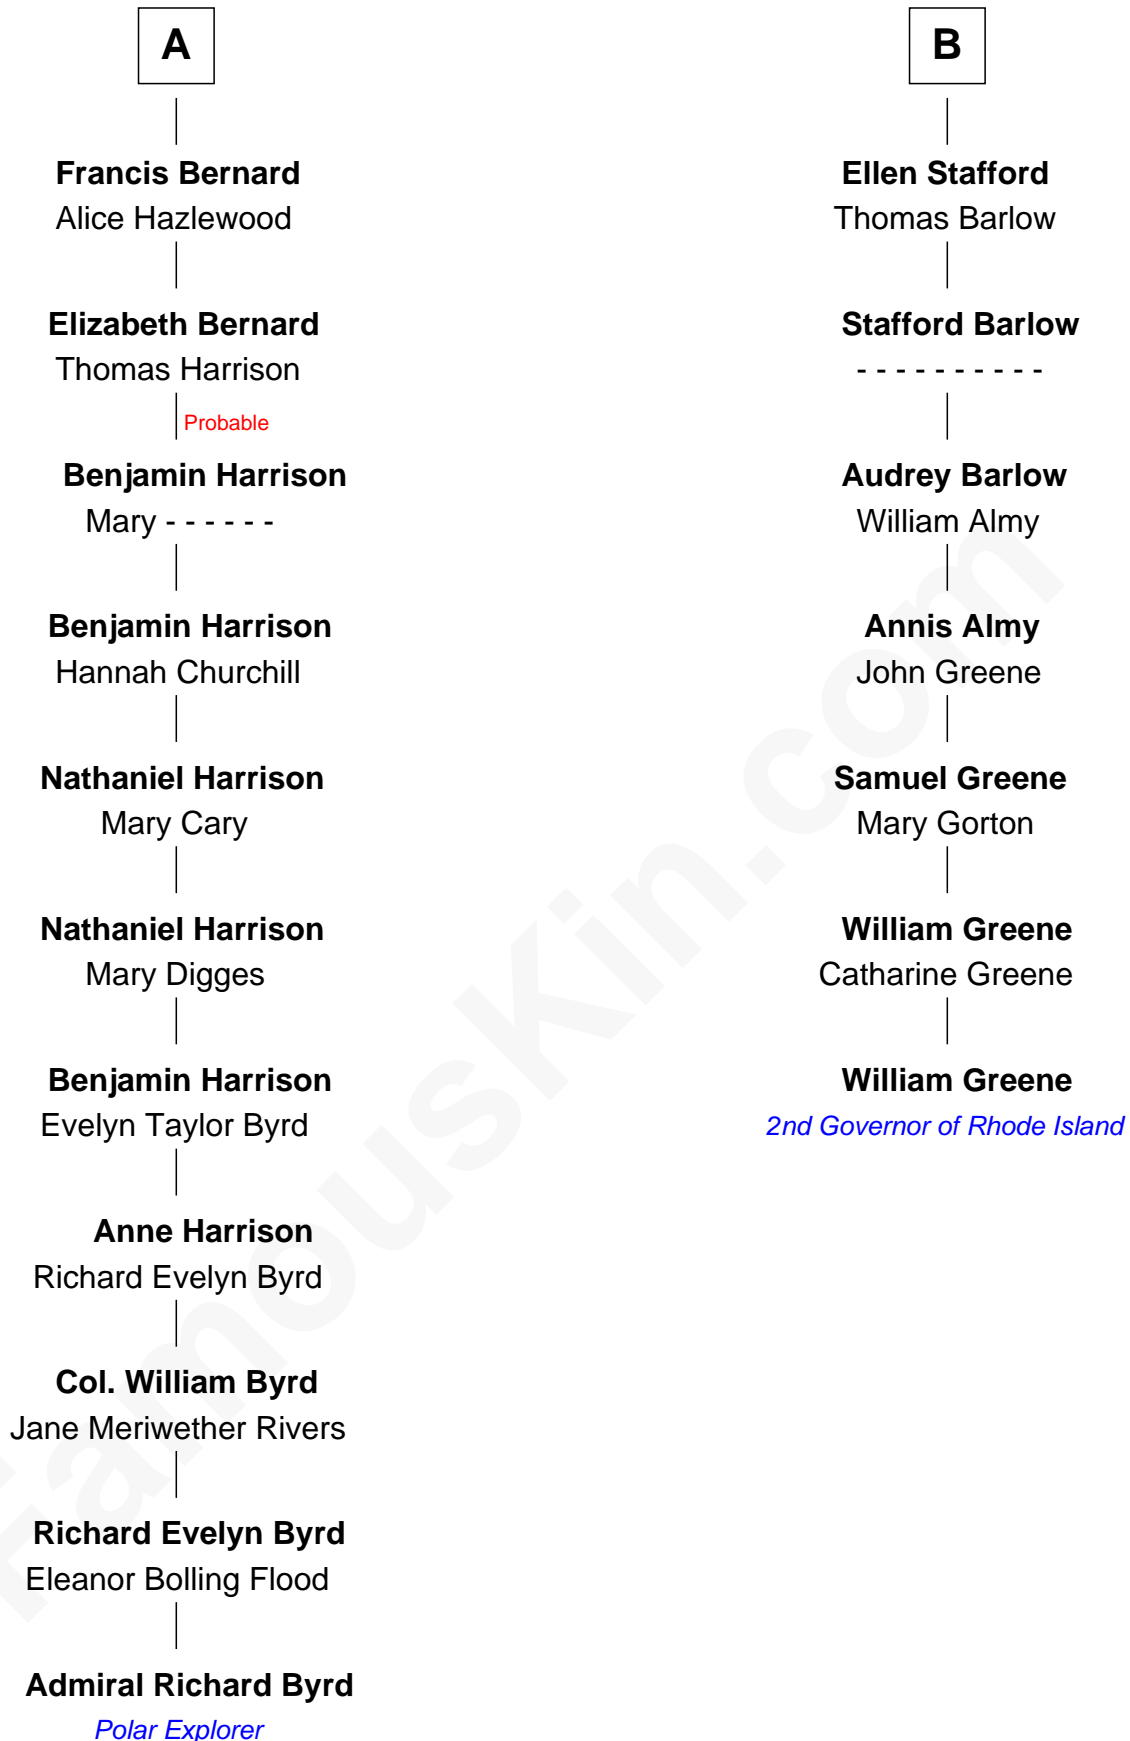 A
Francis Bernard
Alice Hazlewood
Elizabeth Bernard
Thomas Harrison
Probable
Benjamin Harrison
Mary - - - - - -
Benjamin Harrison
Hannah Churchill
Nathaniel Harrison
Mary Cary
Nathaniel Harrison
Mary Digges
Benjamin Harrison
Evelyn Taylor Byrd
Anne Harrison
Richard Evelyn Byrd
Col. William Byrd
Jane Meriwether Rivers
Richard Evelyn Byrd
Eleanor Bolling Flood
Admiral Richard Byrd
Polar Explorer
B
Ellen Stafford
Thomas Barlow
Stafford Barlow
- - - - - - - - - -
Audrey Barlow
William Almy
Annis Almy
John Greene
Samuel Greene
Mary Gorton
William Greene
Catharine Greene
William Greene
2nd Governor of Rhode Island
FamousKin.com